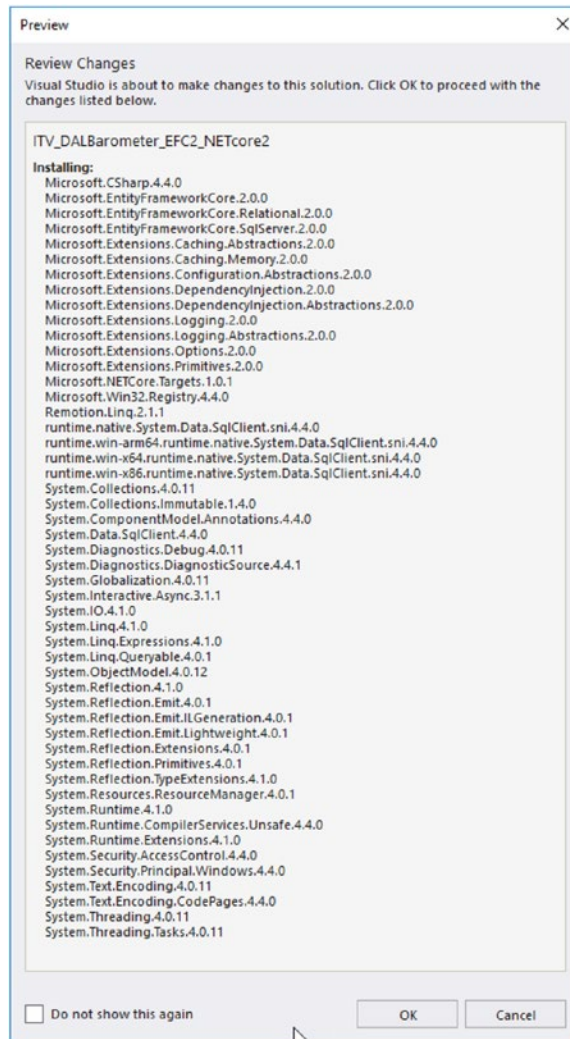 Preview
Review Changes
Visual Studio is about to make changes to this solution. Click OK to proceed with the
changes listed below.
ITV_DALBarometer_EFC2_NETcore2
Installing:
Microsoft.CSharp.4.4.0
Microsoft.EntityFrameworkCore.2.0.0
Microsoft.EntityFrameworkCore.Relational.2.0.0
Microsoft.EntityFrameworkCore.SqlServer.2.0.0
Microsoft.Extensions.Caching.Abstractions.2.0.0
Microsoft.Extensions.Caching.Memory.2.0.0
Microsoft.Extensions.Configuration.Abstractions.2.0.0
Microsoft.Extensions.DependencyInjection.2.0.0
Microsoft.Extensions.DependencyInjection.Abstractions.2.0.0
Microsoft.Extensions.Logging.2.0.0
Microsoft.Extensions.Logging.Abstractions.2.0.0
Microsoft.Extensions.Options.2.0.0
Microsoft.Extensions.Primitives.2.0.0
Microsoft.NETCore.Targets.1.0.1
Microsoft.Win32.Registry.4.4.0
Remotion.Linq.2.1.1
runtime.native.System.Data.SqlClient.sni.4.4.0
runtime.win-arm64.runtime.native.System.Data.SqlClient.sni.4.4.0
runtime.win-x64.runtime.native.System.Data.SqlClient.sni.4.4.0
runtime.win-x86.runtime.native.System.Data.SqlClient.sni.4.4.0
System.Collections.4.0.11
System.Collections.Immutable.1.4.0
System.ComponentModel.Annotations.4.4.0
System.Data.SqlClient.4.4.0
System.Diagnostics.Debug.4.0.11
System.Diagnostics.DiagnosticSource.4.4.1
System.Globalization.4.0.11
System.Interactive.Async.3.1.1
System.IO.4.1.0
System.Linq.4.1.0
System.Linq.Expressions.4.1.0
System.Linq.Queryable.4.0.1
System.ObjectModel.4.0.12
System.Reflection.4.1.0
System.Reflection.Emit.4.0.1
System.Reflection.Emit.ILGeneration.4.0.1
System.Reflection.Emit.Lightweight.4.0.1
System.Reflection.Extensions.4.0.1
System.Reflection.Primitives.4.0.1
System.Reflection.TypeExtensions.4.1.0
System.Resources.ResourceManager.4.0.1
System.Runtime.4.1.0
System.Runtime.CompilerServices.Unsafe.4.4.0
System.Runtime.Extensions.4.1.0
System.Security.AccessControl.4.4.0
System.Security.Principal.Windows.4.4.0
System.Text.Encoding.4.0.11
System.Text.Encoding.CodePages.4.4.0
System.Threading.4.0.11
System.Threading.Tasks.4.0.11
Do not show this again
OK
Cancel